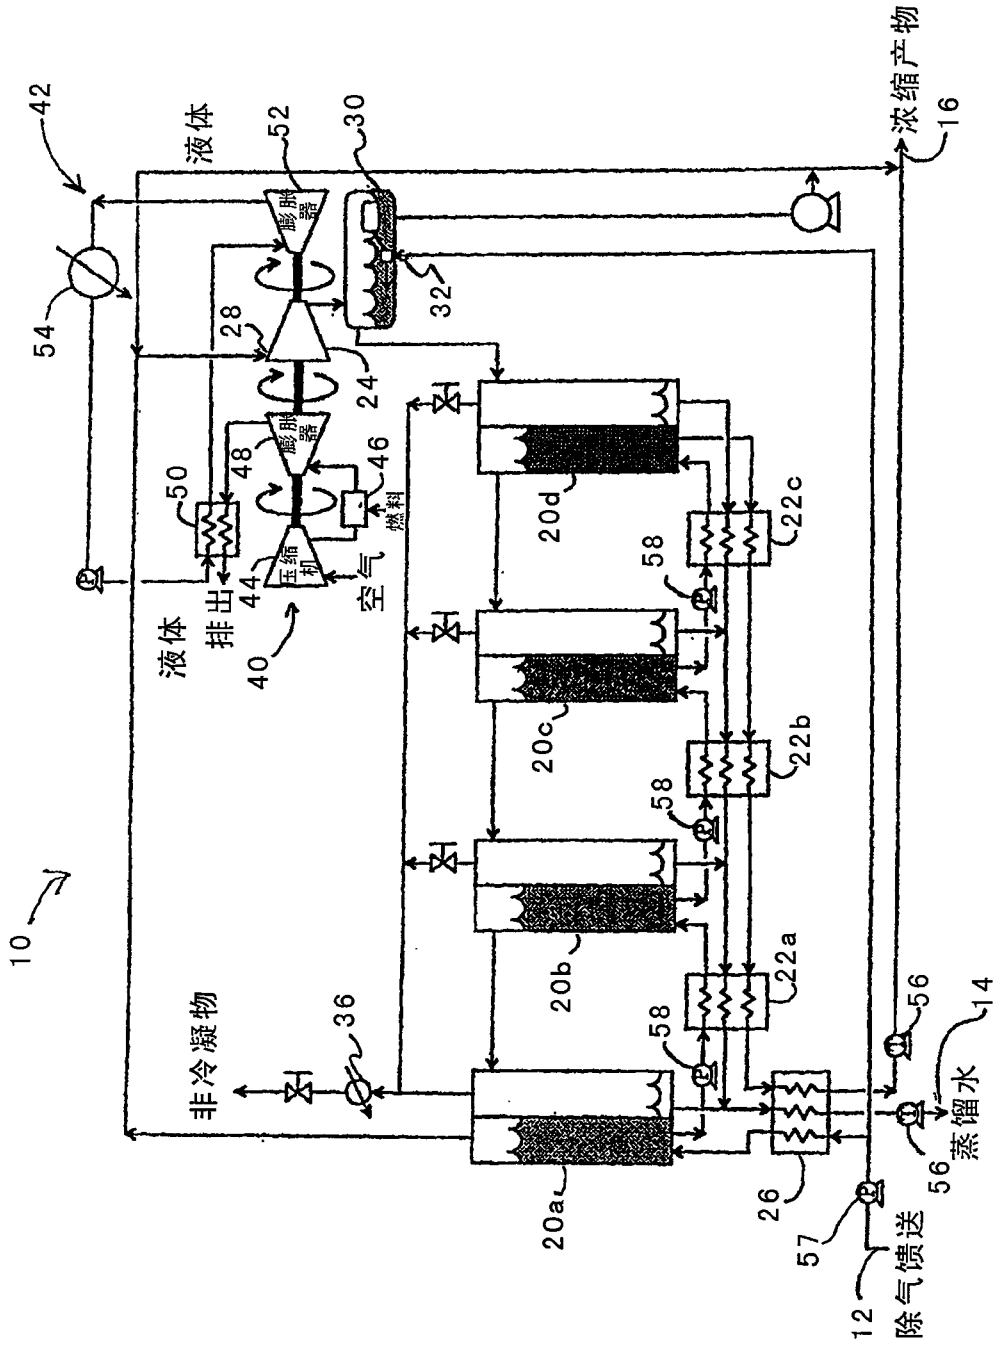 10
42
54
液体
52
30
28
膨胀器
32
24
48
膨胀器
50
46
燃料
44
压缩机
空气
排出
液体
40
浓缩产物
16
20d
22c
58
20c
22b
58
20b
22a
58
非冷凝物
36
20a
26
56
14
蒸馏水
56
57
12
除气馈送
P
P
P
P
P